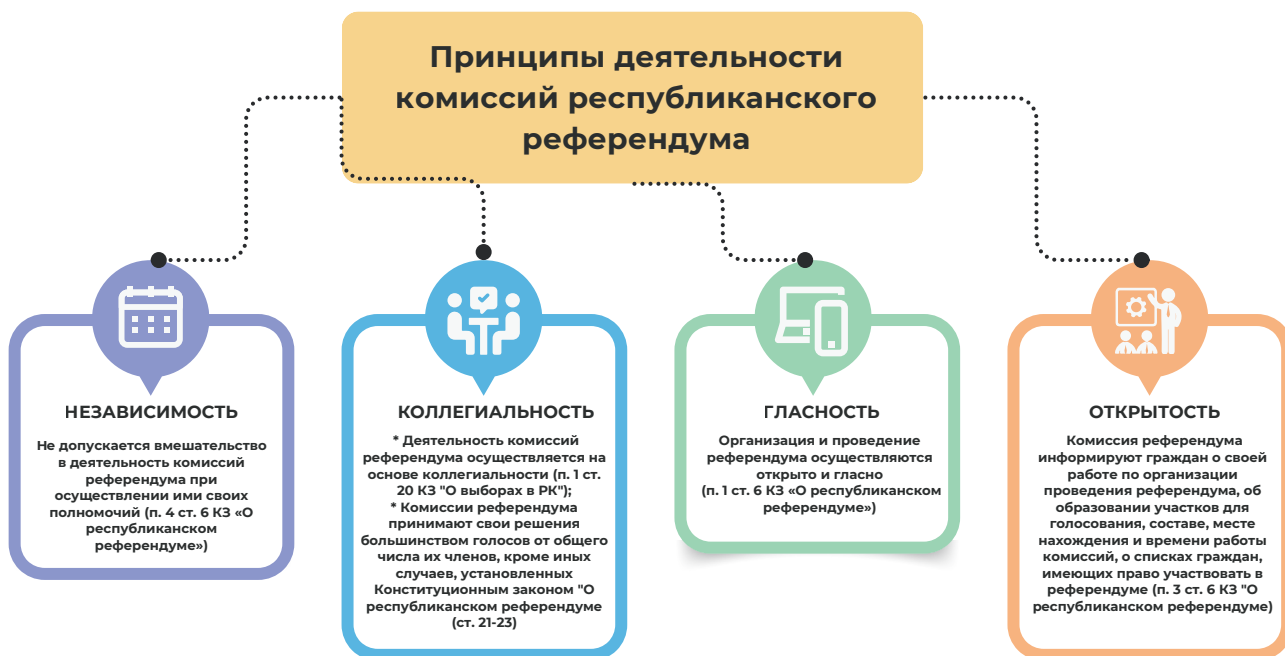 Принципы деятельности
комиссий республиканского
референдума
НЕЗАВИСИМОСТЬ
Не допускается вмешательство
в деятельность комиссий
референдума при
осуществлении ими своих
полномочий (п. 4 ст. 6 КЗ «О
республиканском
референдуме»)
КОЛЛЕГИАЛЬНОСТЬ
* Деятельность комиссий
референдума осуществляется на
основе коллегиальности (п. 1 ст.
20 КЗ "О выборах в РК");
* Комиссии референдума
принимают свои решения
большинством голосов от общего
числа их членов, кроме иных
случаев, установленных
Конституционным законом "О
республиканском референдуме
(ст. 21-23)
ГЛАСНОСТЬ
Организация и проведение
референдума осуществляются
открыто и гласно
(п. 1 ст. 6 КЗ «О республиканском
референдуме»)
ОТКРЫТОСТЬ
Комиссия референдума
информируют граждан о своей
работе по организации
проведения референдума, об
образовании участков для
голосования, составе, месте
нахождения и времени работы
комиссий, о списках граждан,
имеющих право участвовать в
референдуме (п. 3 ст. 6 КЗ "О
республиканском референдуме)